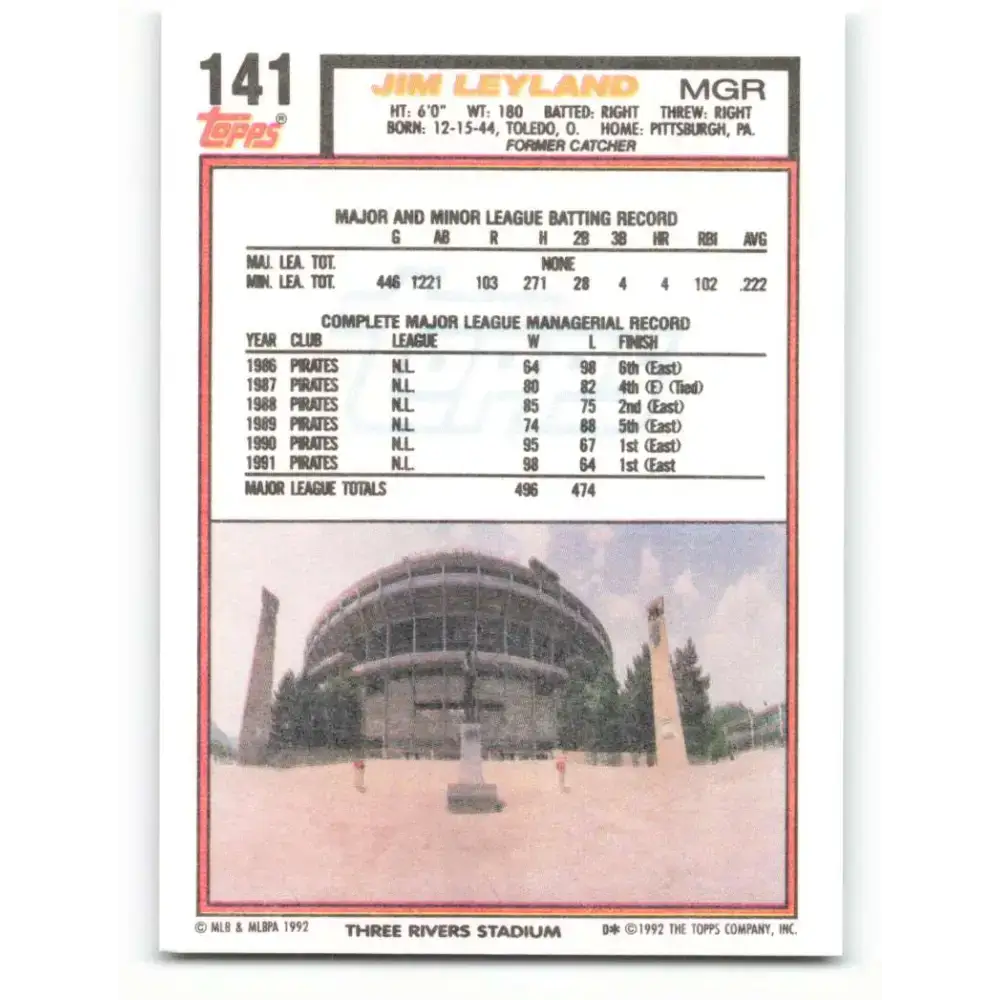 141
Topps®
JIM LEYLAND MGR
HT: 6'0" WT: 180 BATTED: RIGHT THREW: RIGHT
BORN: 12-15-44, TOLEDO, O. HOME: PITTSBURGH, PA.
FORMER CATCHER
MAJOR AND MINOR LEAGUE BATTING RECORD
G AB R H 2B 3B HR RBI AVG
MAJ. LEA. TOT. NONE
MIN. LEA. TOT. 446 1221 103 271 28 4 4 102 .222
COMPLETE MAJOR LEAGUE MANAGERIAL RECORD
YEAR CLUB LEAGUE W L FINISH
1986 PIRATES N.L. 64 98 6th (East)
1987 PIRATES N.L. 80 82 4th (E) (Tied)
1988 PIRATES N.L. 85 75 2nd (East)
1989 PIRATES N.L. 74 88 5th (East)
1990 PIRATES N.L. 95 67 1st (East)
1991 PIRATES N.L. 98 64 1st (East
MAJOR LEAGUE TOTALS 496 474
© MLB & MLBPA 1992 THREE RIVERS STADIUM D* © 1992 THE TOPPS COMPANY, INC.